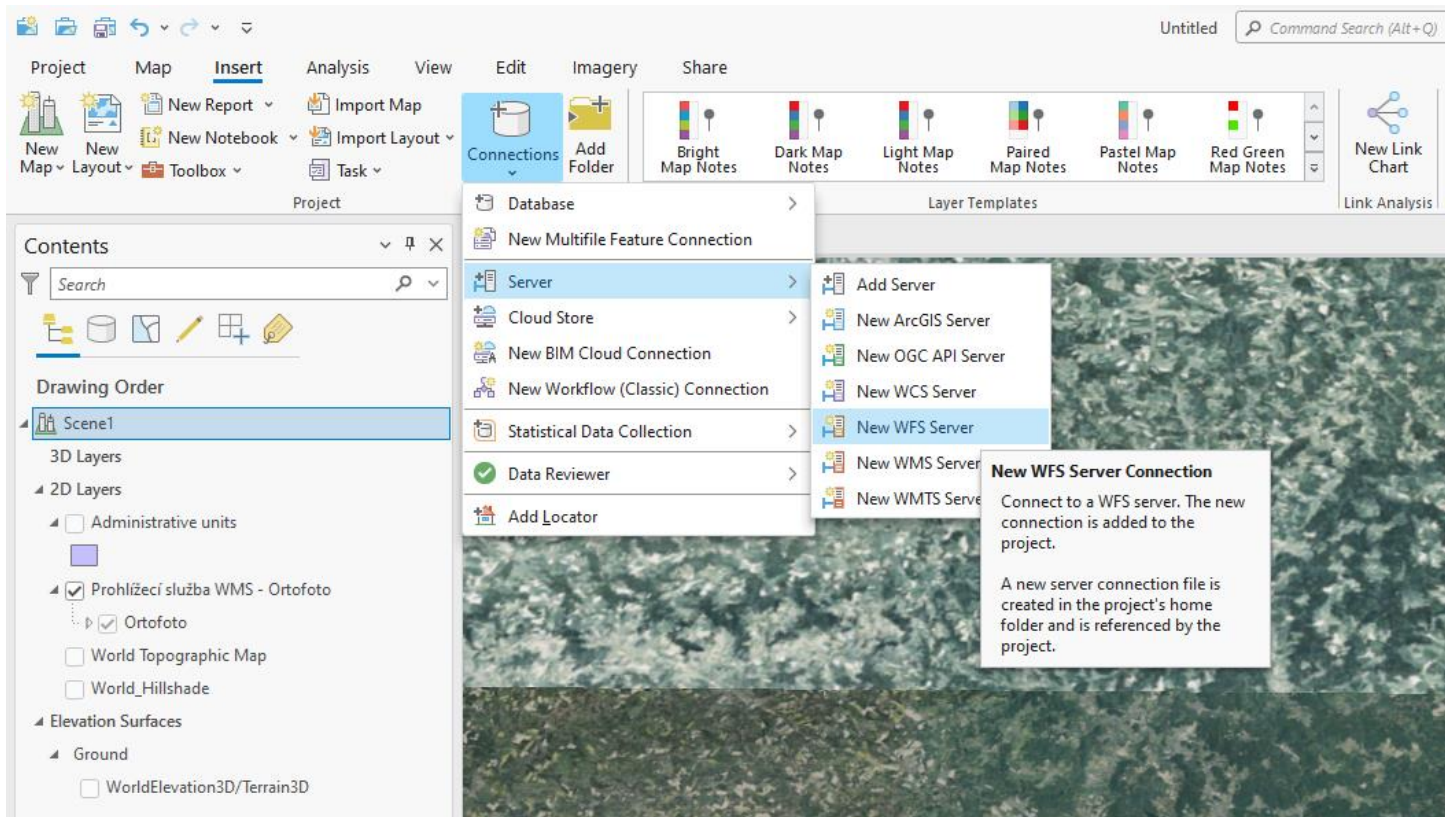 Untitled
Command Search (Alt+Q)
Project Map Insert Analysis View Edit Imagery Share
New Map
New Layout
New Report
New Notebook
Toolbox
Import Map
Import Layout
Task
Project
Connections
Add Folder
Bright Map Notes
Dark Map Notes
Light Map Notes
Paired Map Notes
Pastel Map Notes
Red Green Map Notes
Layer Templates
New Link Chart
Link Analysis
Contents
Search
Drawing Order
Scene1
3D Layers
2D Layers
Administrative units
Prohlížecí služba WMS - Ortofoto
Ortofoto
World Topographic Map
World_Hillshade
Elevation Surfaces
Ground
WorldElevation3D/Terrain3D
Database
New Multifile Feature Connection
Server
Cloud Store
New BIM Cloud Connection
New Workflow (Classic) Connection
Statistical Data Collection
Data Reviewer
Add Locator
Add Server
New ArcGIS Server
New OGC API Server
New WCS Server
New WFS Server
New WMS Server
New WMTS Serve
New WFS Server Connection
Connect to a WFS server. The new
connection is added to the
project.
A new server connection file is
created in the project's home
folder and is referenced by the
project.